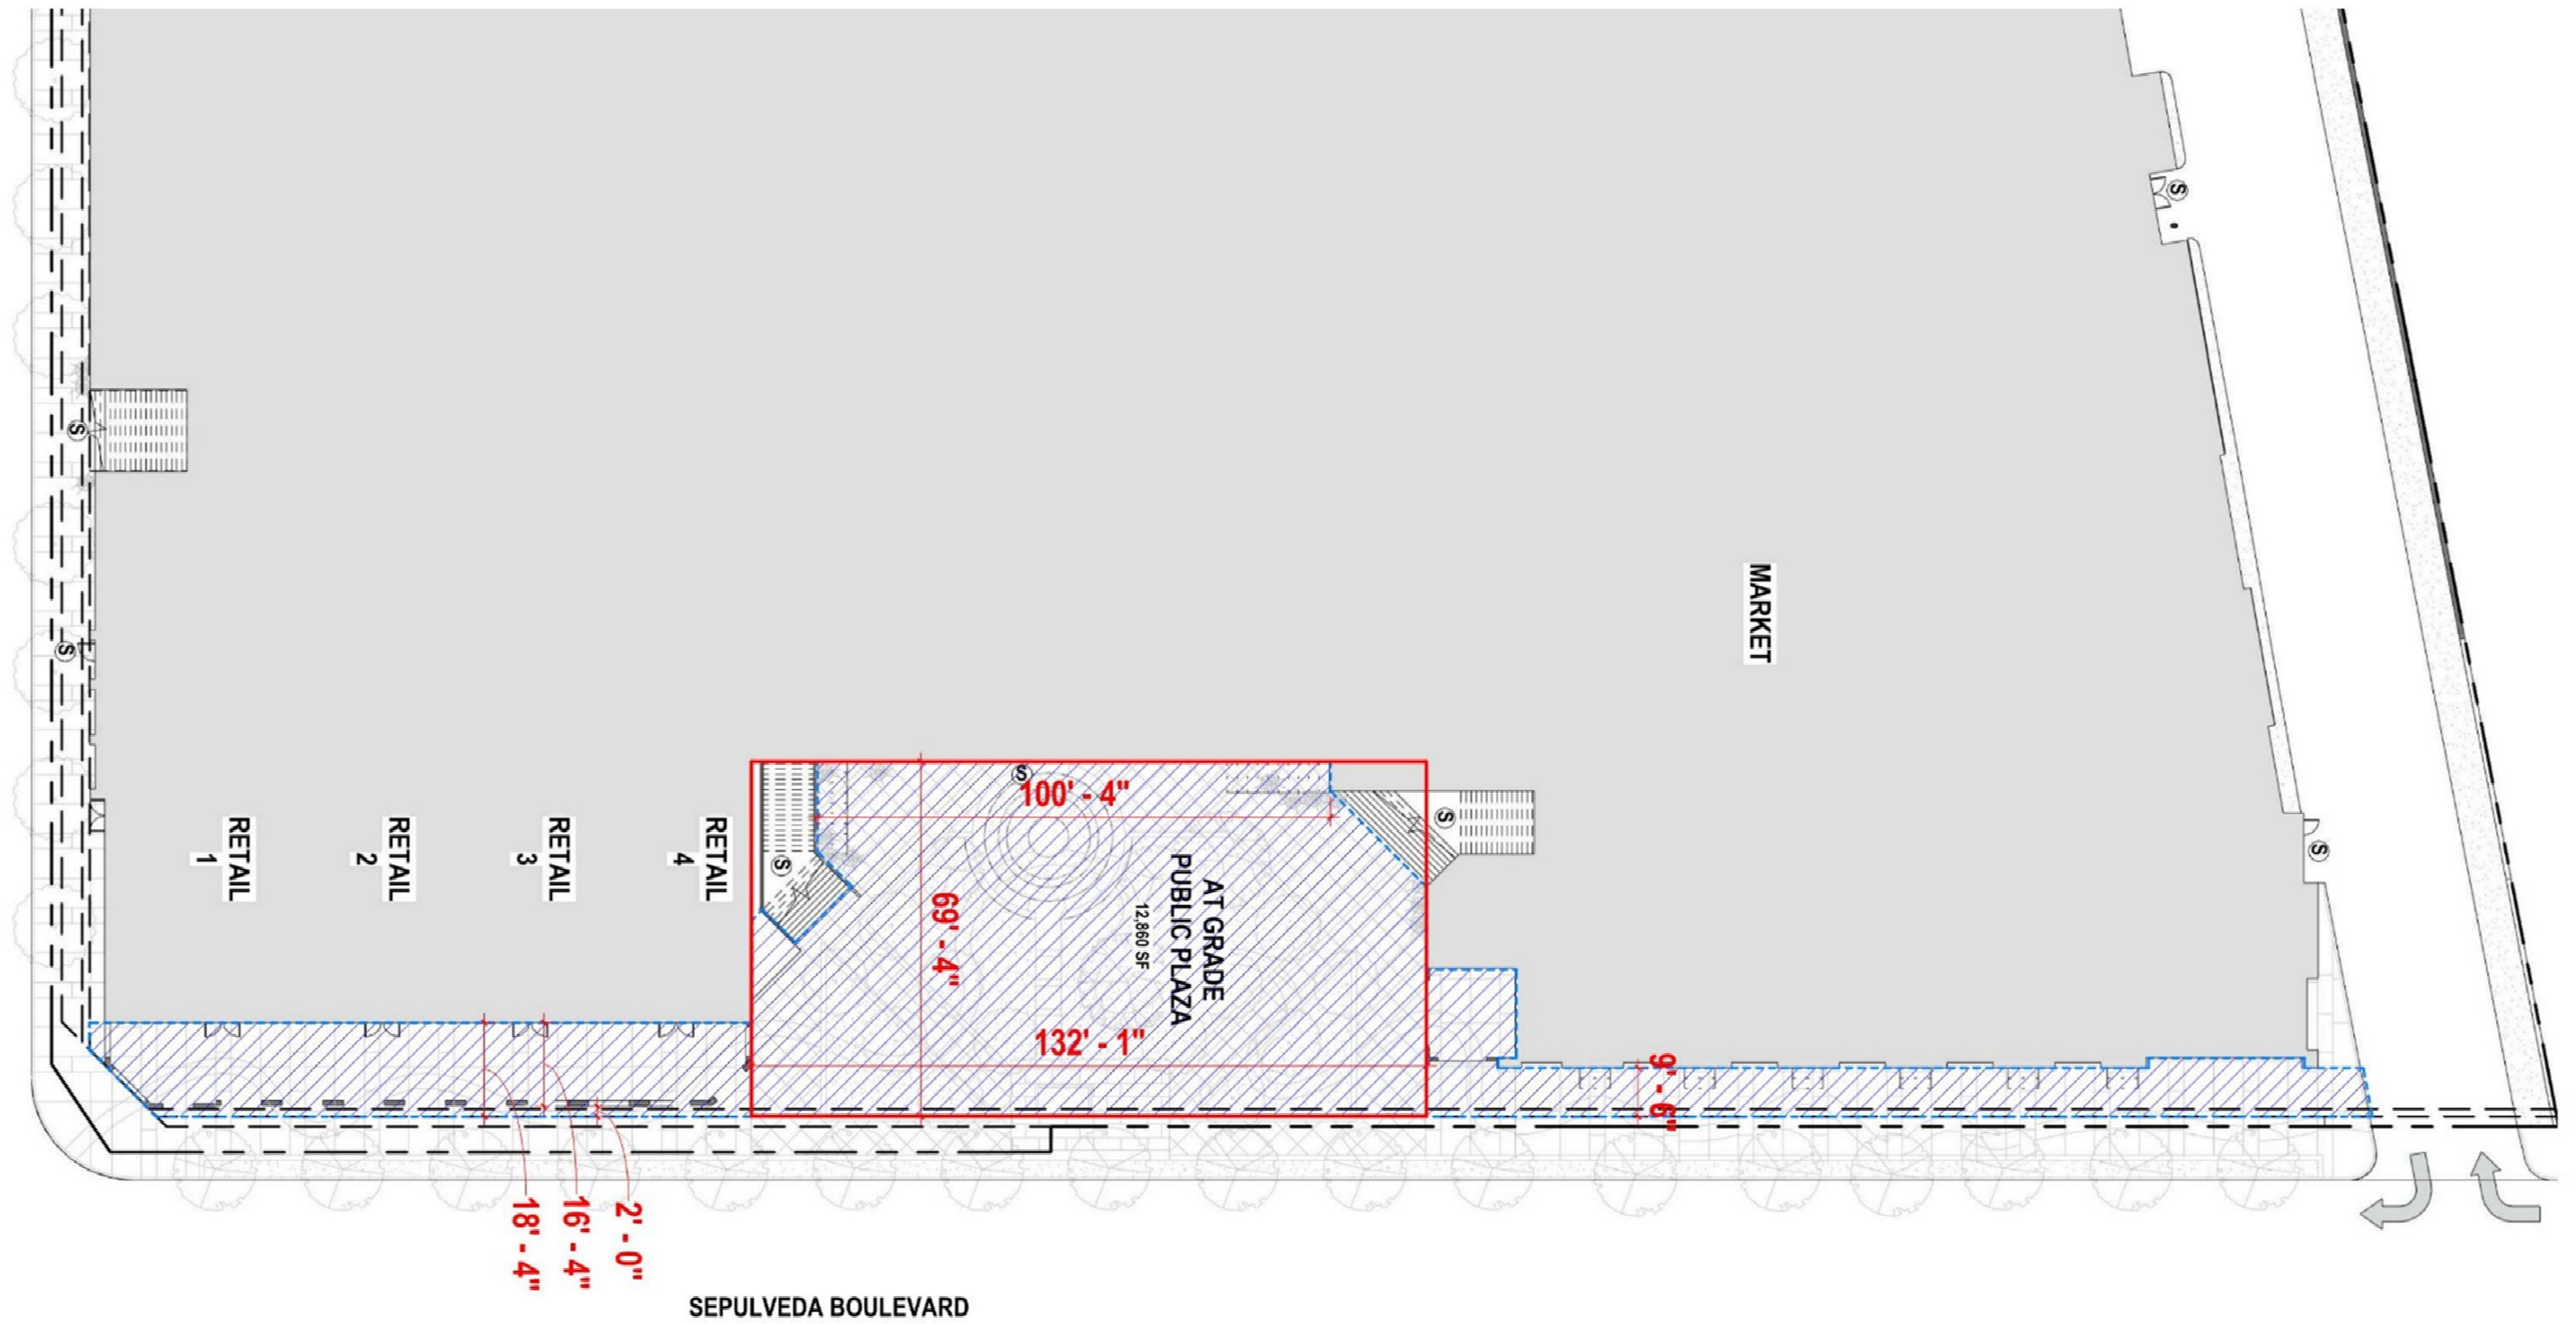 S
S
S
MARKET
S
100' - 4"
S
S
RETAIL
1
RETAIL
2
RETAIL
3
RETAIL
4
S
69' - 4"
AT GRADE
PUBLIC PLAZA
12,860 SF
S
132' - 1"
9' - 6"
18' - 4"
16' - 4"
2' - 0"
SEPULVEDA BOULEVARD